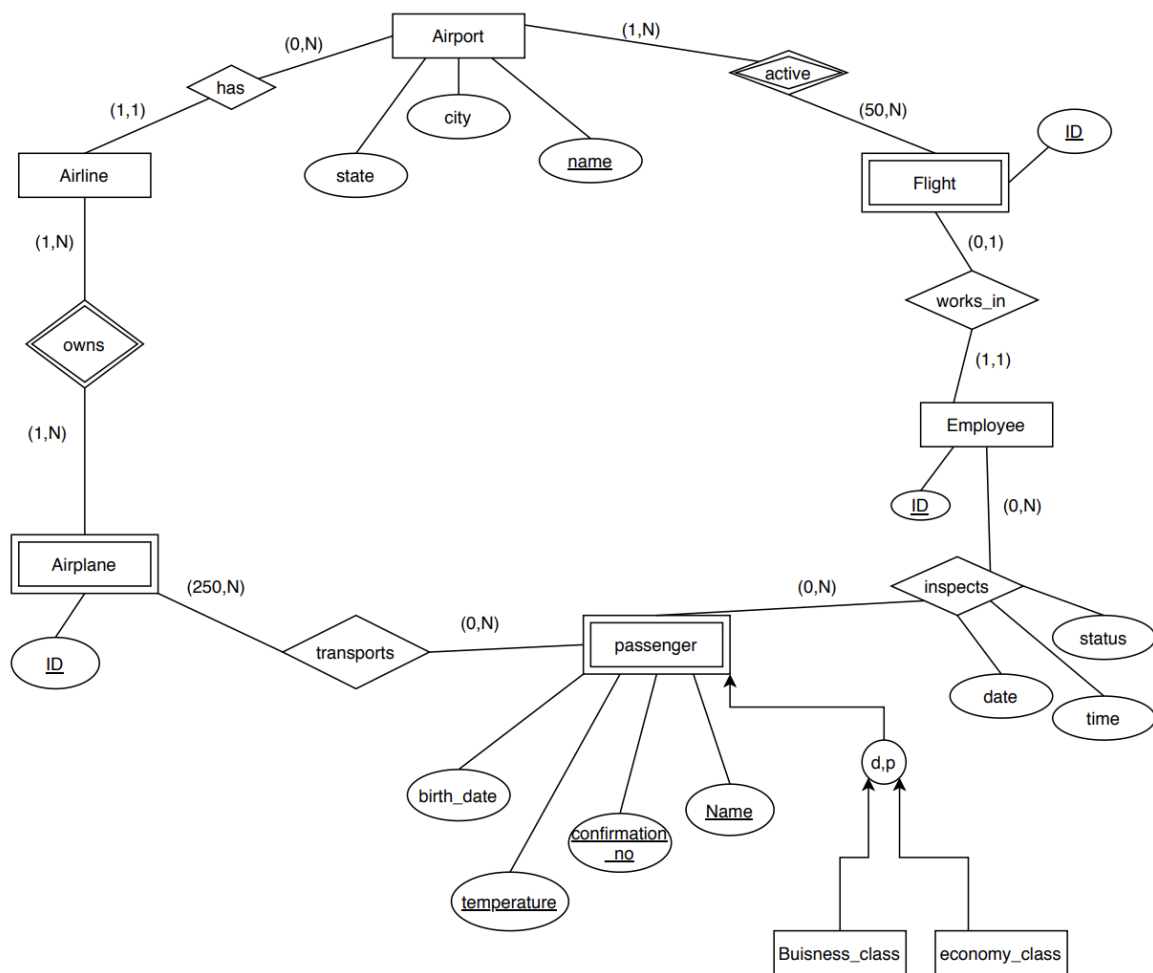 Airport
(1,N)
(0,N)
active
has
city
(1,1)
(50,N)
ID
name
state
Airline
Flight
(1,N)
(0,1)
works_in
owns
(1,1)
(1,N)
Employee
ID
(0,N)
Airplane
(250,N)
(0,N)
inspects
(0,N)
status
transports
passenger
ID
date
time
d,p
birth_date
Name
confirmation
_no
temperature
Buisness_class
economy_class